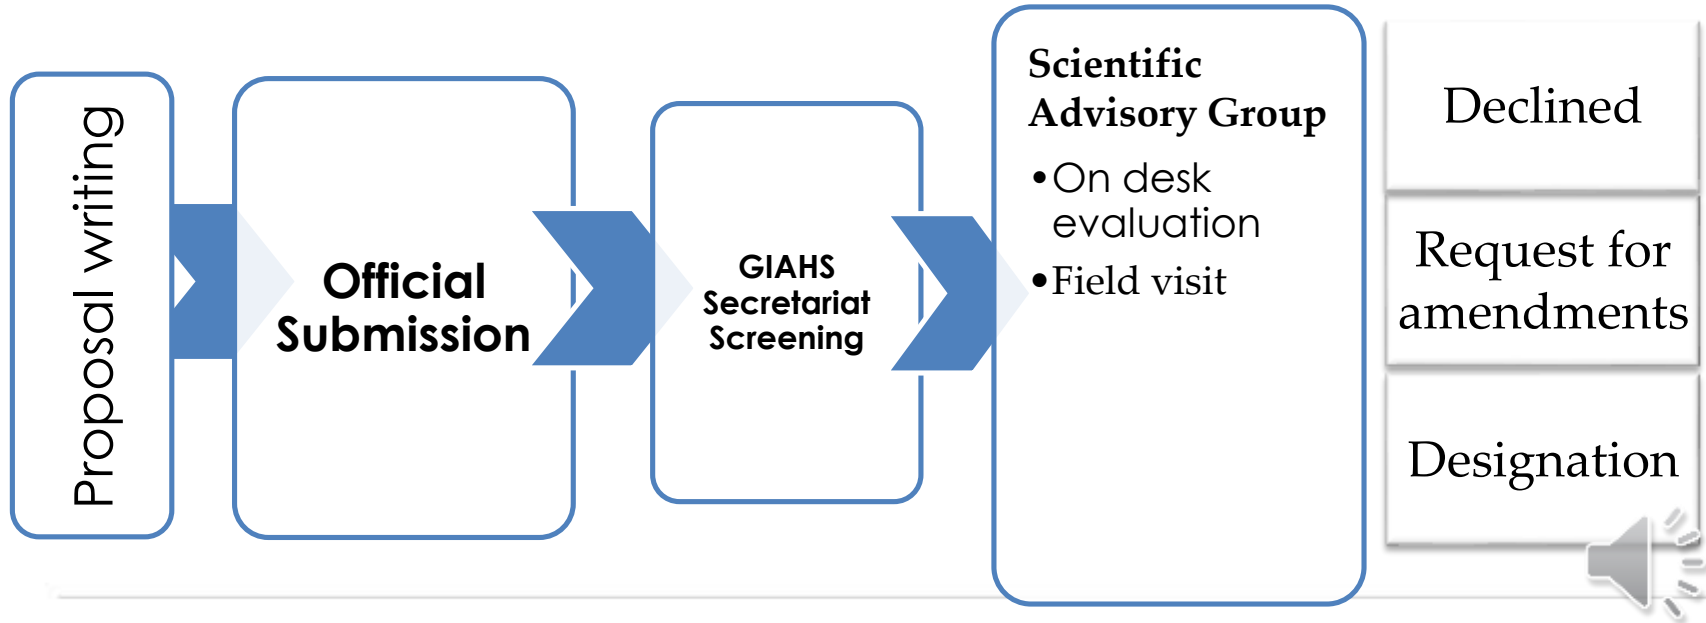 Proposal writing
Official
Submission
GIAHS
Secretariat
Screening
Scientific
Advisory Group
•On desk
evaluation
•Field visit
Declined
Request for
amendments
Designation